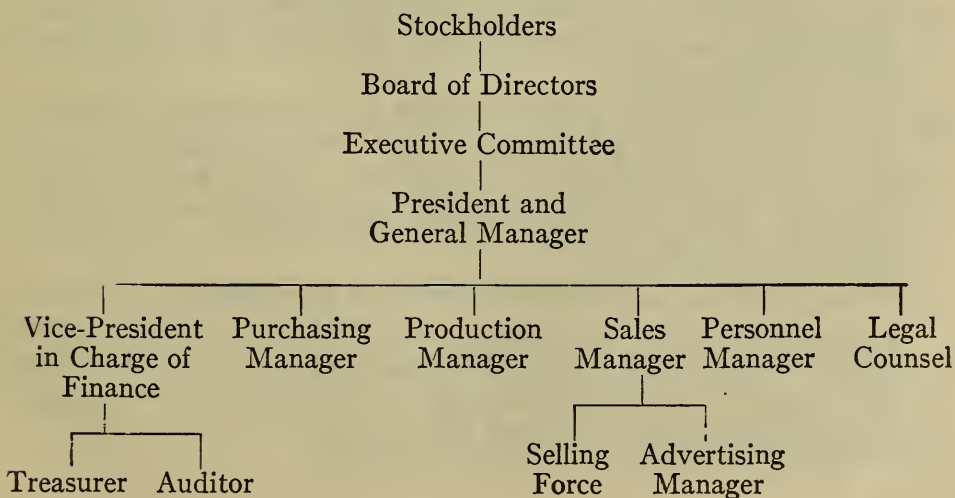 Stockholders
Board of Directors
Executive Committee
President and
General Manager
Vice-President
in Charge of
Finance
Purchasing
Manager
Production
Manager
Sales
Manager
Personnel
Manager
Legal
Counsel
Treasurer
Auditor
Selling
Force
Advertising
Manager